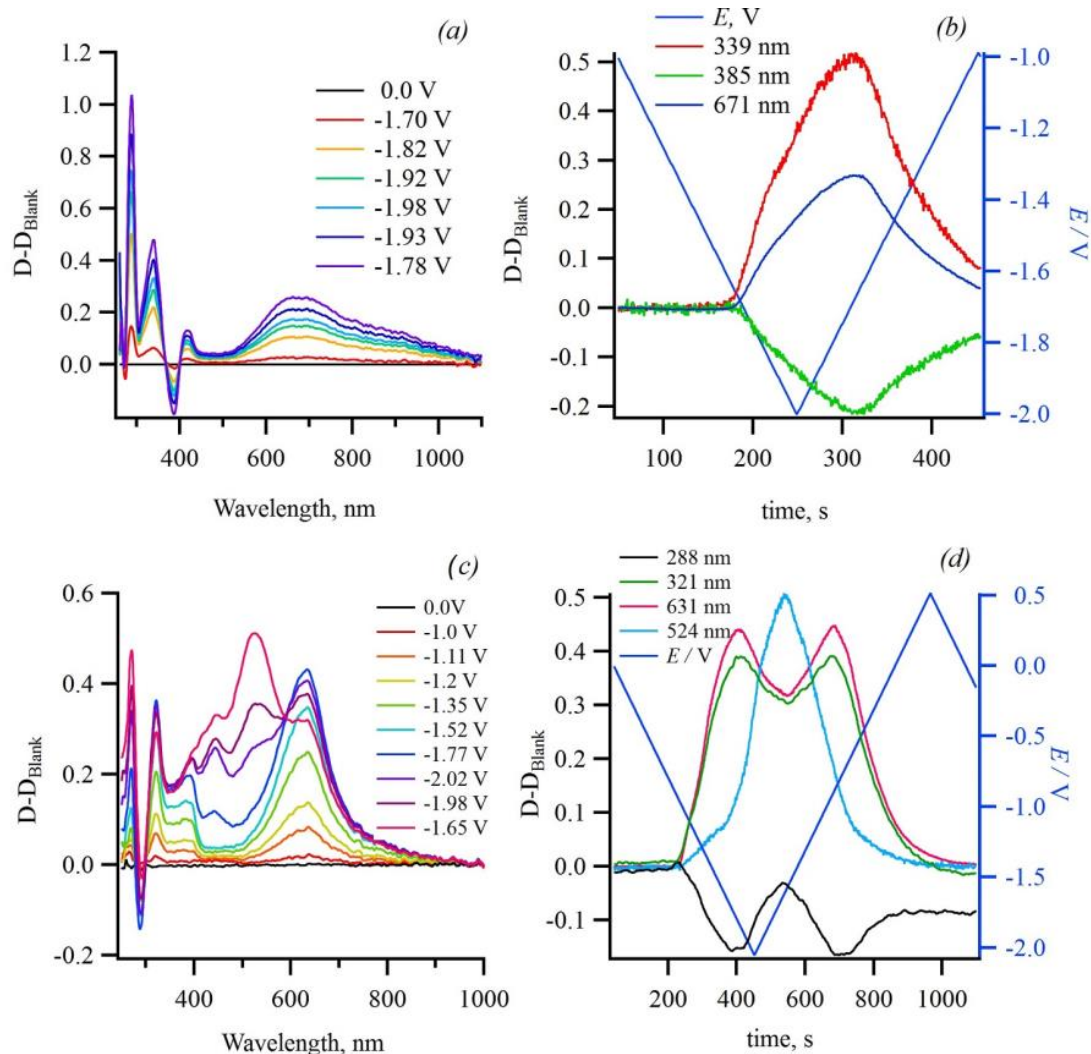 (a)
1.2
1.0
0.8
0.6
0.4
0.2
0.0
D-D_Blank
0.0 V
-1.70 V
-1.82 V
-1.92 V
-1.98 V
-1.93 V
-1.78 V
400
600
800
1000
Wavelength, nm
(b)
E, V
339 nm
385 nm
671 nm
0.5
0.4
0.3
0.2
0.1
0.0
-0.1
-0.2
D-D_Blank
-1.0
-1.2
-1.4
-1.6
-1.8
-2.0
E / V
100
200
300
400
time, s
(c)
0.6
0.4
0.2
0.0
-0.2
D-D_Blank
0.0V
-1.0 V
-1.11 V
-1.2 V
-1.35 V
-1.52 V
-1.77 V
-2.02 V
-1.98 V
-1.65 V
400
600
800
1000
Wavelength, nm
(d)
288 nm
321 nm
631 nm
524 nm
E / V
0.5
0.4
0.3
0.2
0.1
0.0
-0.1
D-D_Blank
0.5
0.0
-0.5
-1.0
-1.5
-2.0
E / V
200
400
600
800
1000
time, s